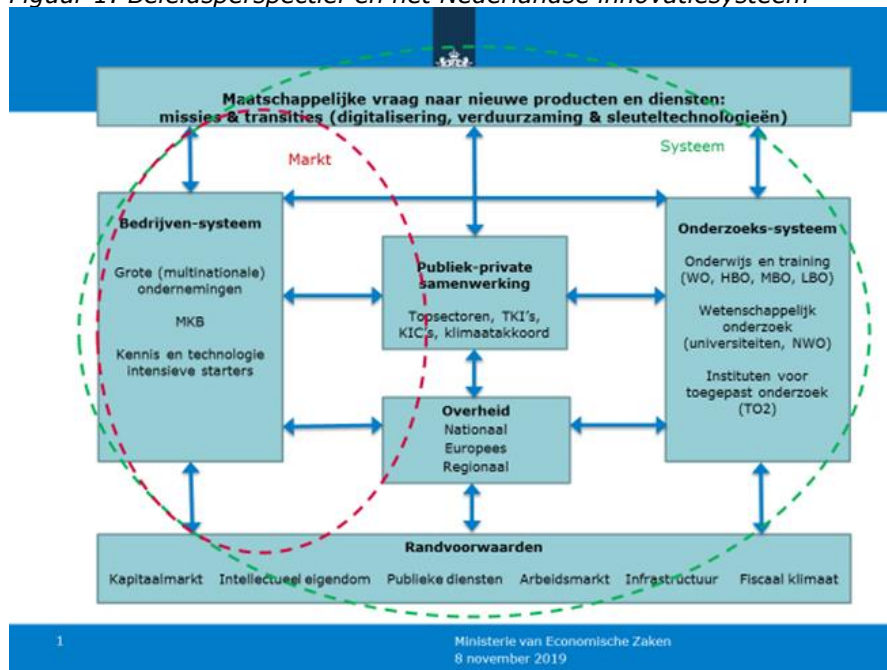 Figuur 1: Beleidsperspectief en het Nederlandse innovatiesysteem
Maatschappelijke vraag naar nieuwe producten en diensten:
missies & transities (digitalisering, verduurzaming & sleuteltechnologieën)
Markt
Systeem
Bedrijven-systeem
Grote (multinationale)
ondernemingen
MKB
Kennis en technologie
intensieve starters
Publiek-private
samenwerking
Topsectoren, TKI's,
KIC's, klimaatakkoord
Overheid
Nationaal
Europees
Regionaal
Onderzoeks-systeem
Onderwijs en training
(WO, HBO, MBO, LBO)
Wetenschappelijk
onderzoek
(universiteiten, NWO)
Instituten voor
toegepast onderzoek
(TO2)
Randvoorwaarden
Kapitaalmarkt Intellectueel eigendom Publieke diensten Arbeidsmarkt Infrastructuur Fiscaal klimaat
1
Ministerie van Economische Zaken
8 november 2019